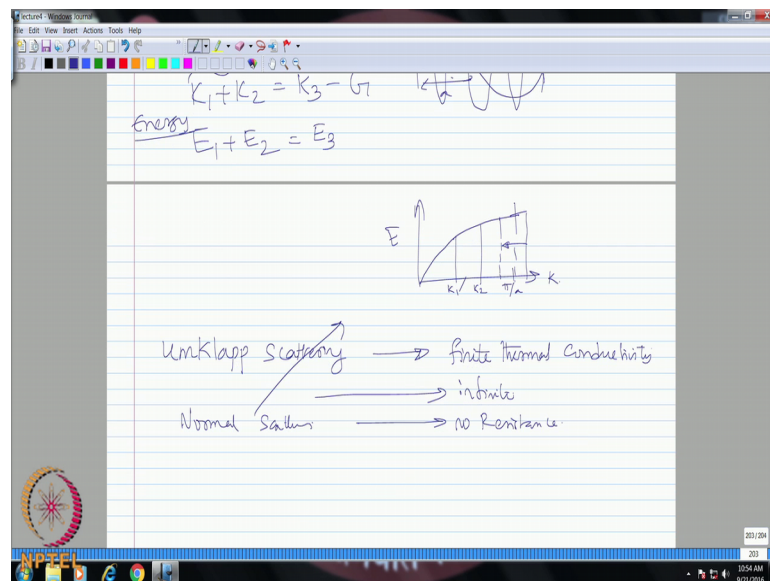 lecture4 - Windows Journal
File Edit View Insert Actions Tools Help
K1 + K2 = K3 - G
a
Energy
E1 + E2 = E3
E
K1 K2 π/a K
Umklapp Scattering → finite Thermal Conductivity
→ infinite
Normal Scatter → no Resistance.
203 / 204
203
NPTEL
10:54 AM